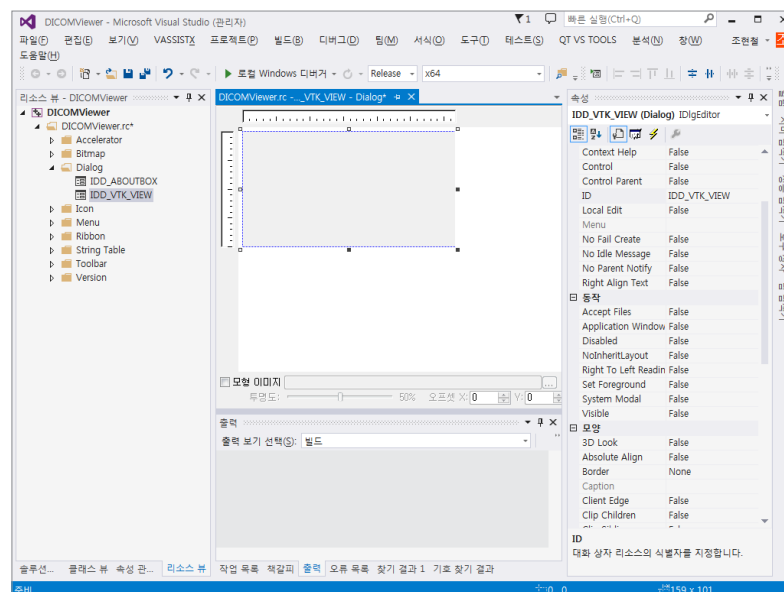 DICOMViewer - Microsoft Visual Studio (관리자)
1
빠른 실행(Ctrl+Q)
파일(F) 편집(E) 보기(V) VASSISTX 프로젝트(P) 빌드(B) 디버그(D) 팀(M) 서식(O) 도구(T) 테스트(S) QT VS TOOLS 분석(N) 창(W) 조현철
도움말(H)
로컬 Windows 디버거 Release x64
리소스 뷰 - DICOMViewer
DICOMViewer
DICOMViewer.rc*
Accelerator
Bitmap
Dialog
IDD_ABOUTBOX
IDD_VTK_VIEW
Icon
Menu
Ribbon
String Table
Toolbar
Version
솔루션... 클래스 뷰 속성 관... 리소스 뷰
DICOMViewer.rc -..._VTK_VIEW - Dialog*
모형 이미지 ...
투명도: 50% 오프셋 X: 0 Y: 0
출력
출력 보기 선택(S): 빌드
작업 목록 책갈피 출력 오류 목록 찾기 결과 1 기호 찾기 결과
속성
IDD_VTK_VIEW (Dialog) IDlgEditor
Context Help False
Control False
Control Parent False
ID IDD_VTK_VIEW
Local Edit False
Menu
No Fail Create False
No Idle Message False
No Parent Notify False
Right Align Text False
동작
Accept Files False
Application Window False
Disabled False
NoInheritLayout False
Right To Left Readin False
Set Foreground False
System Modal False
Visible False
모양
3D Look False
Absolute Align False
Border None
Caption
Client Edge False
Clip Children False
ID
대화 상자 리소스의 식별자를 지정합니다.
준비 0, 0 159 x 101